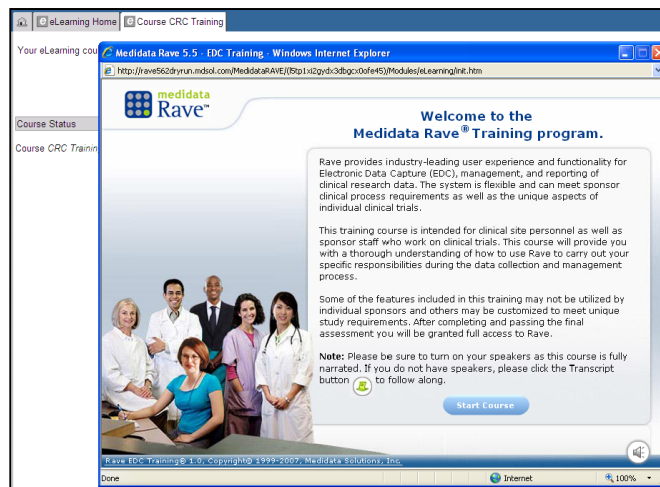 eLearning Home Course CRC Training
Your eLearning cou
Course Status
Course CRC Trainin
Medidata Rave 5.5 - EDC Training - Windows Internet Explorer
http://rave562dryrun.mdsol.com/MedidataRAVE/(f5tp1xi2gydx3dbgcx0ofe45)/Modules/eLearning/init.htm
medidata
Rave™
Welcome to the
Medidata Rave® Training program.
Rave provides industry-leading user experience and functionality for
Electronic Data Capture (EDC), management, and reporting of
clinical research data. The system is flexible and can meet sponsor
clinical process requirements as well as the unique aspects of
individual clinical trials.
This training course is intended for clinical site personnel as well as
sponsor staff who work on clinical trials. This course will provide you
with a thorough understanding of how to use Rave to carry out your
specific responsibilities during the data collection and management
process.
Some of the features included in this training may not be utilized by
individual sponsors and others may be customized to meet unique
study requirements. After completing and passing the final
assessment you will be granted full access to Rave.
Note: Please be sure to turn on your speakers as this course is fully
narrated. If you do not have speakers, please click the Transcript
button to follow along.
Start Course
Rave EDC Training© 1.0, Copyright© 1999-2007, Medidata Solutions, Inc.
Done Internet 100%